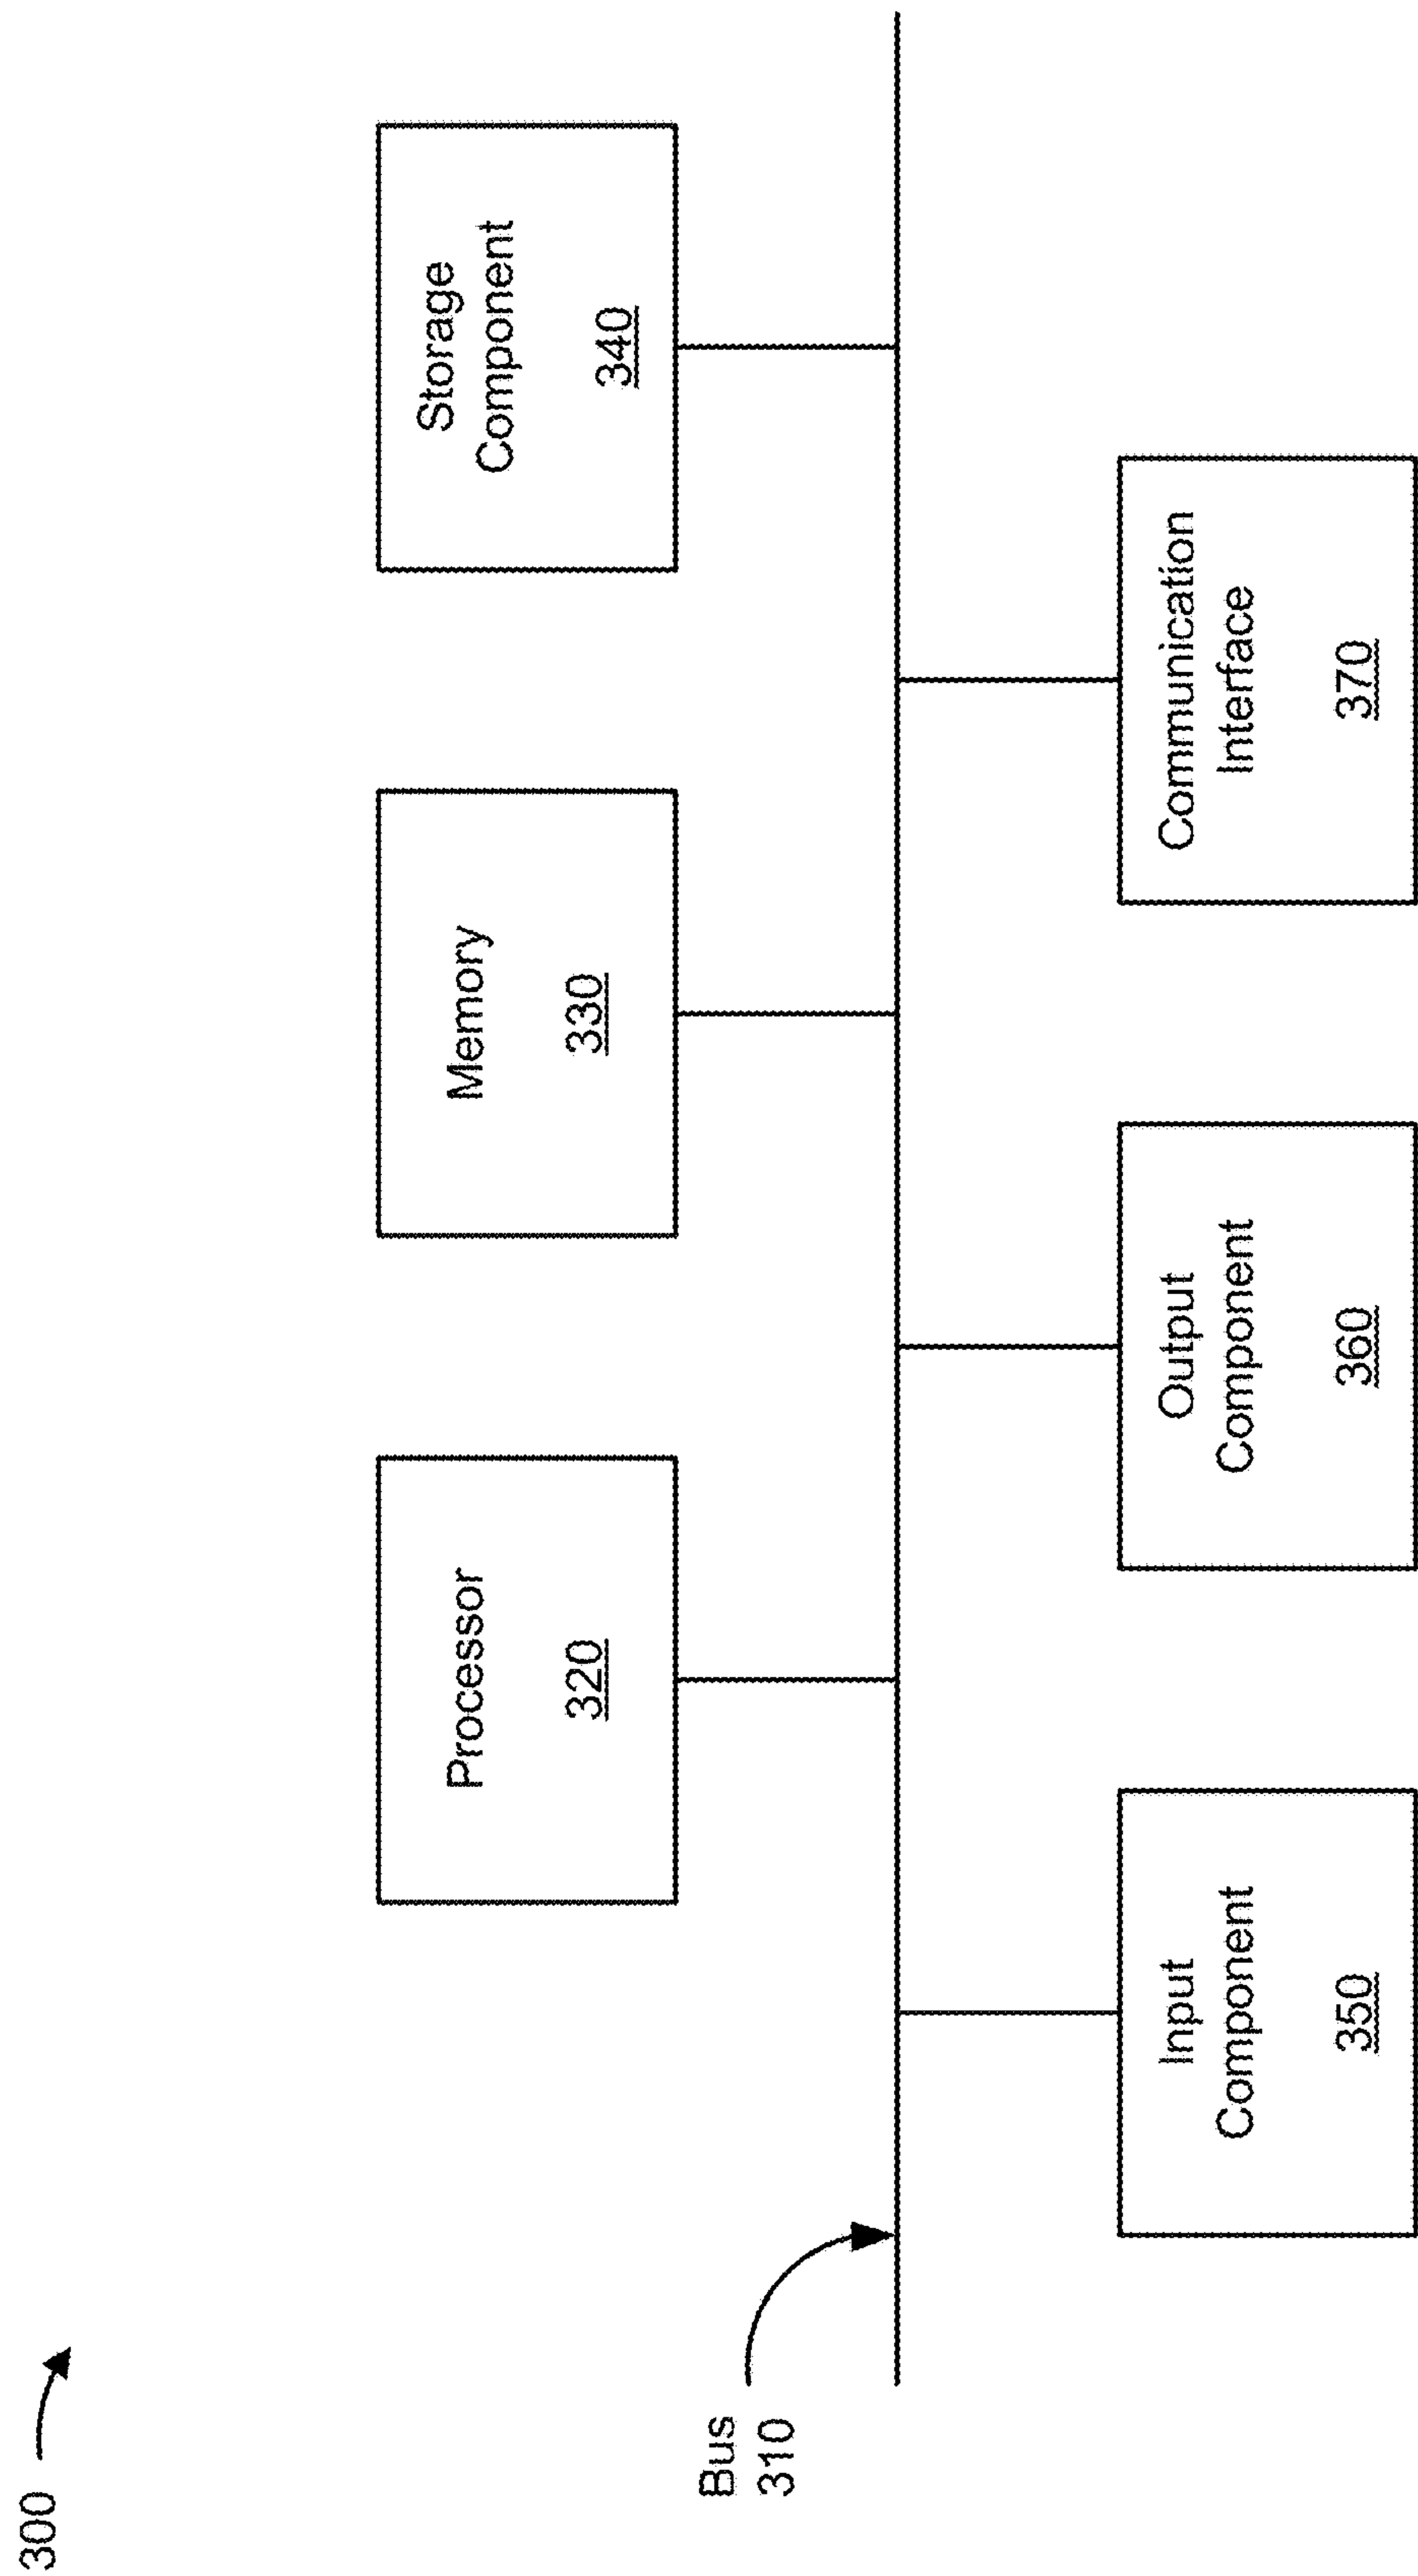 300
Processor
320
Memory
330
Storage
Component
340
Bus
310
Input
Component
350
Output
Component
360
Communication
Interface
370